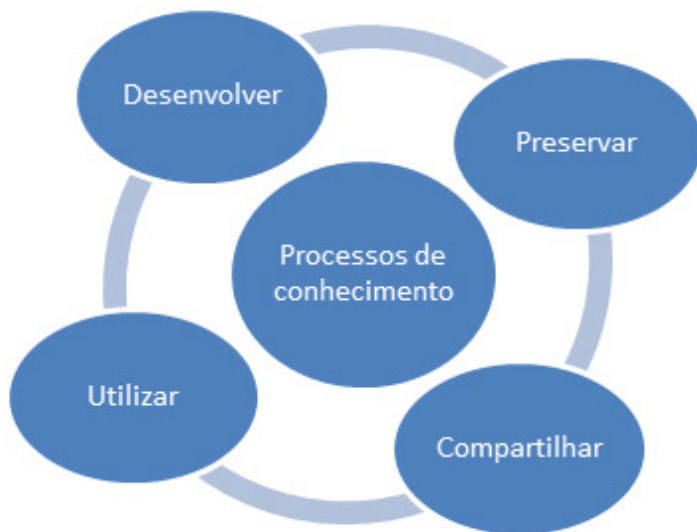 Desenvolver
Preservar
Processos de
conhecimento
Utilizar
Compartilhar